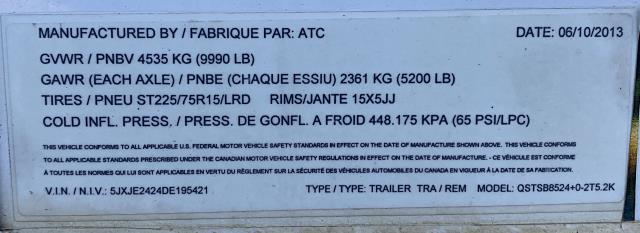 MANUFACTURED BY / FABRIQUE PAR: ATC DATE: 06/10/2013
GVWR / PNBV 4535 KG (9990 LB)
GAWR (EACH AXLE) / PNBE (CHAQUE ESSIU) 2361 KG (5200 LB)
TIRES / PNEU ST225/75R15/LRD RIMS/JANTE 15X5JJ
COLD INFL. PRESS. / PRESS. DE GONFL. A FROID 448.175 KPA (65 PSI/LPC)
THIS VEHICLE CONFORMS TO ALL APPLICABLE U.S. FEDERAL MOTOR VEHICLE SAFETY STANDARDS IN EFFECT ON THE DATE OF MANUFACTURE SHOWN ABOVE. THIS VEHICLE CONFORMS
TO ALL APPLICABLE STANDARDS PRESCRIBED UNDER THE CANADIAN MOTOR VEHICLE SAFETY REGULATIONS IN EFFECT ON THE DATE OF MANUFACTURE. - CE VÉHICULE EST CONFORME
À TOUTES LES NORMES QUI LUI SONT APPLICABLES EN VERTU DU RÈGLEMENT SUR LA SÉCURITÉ DES VÉHICULES AUTOMOBILES DU CANADA EN VIGUEUR À LA DATE DE SA FABRICATION.
V.I.N. / N.I.V.: 5JXJE2424DE195421 TYPE / TYPE: TRAILER TRA / REM MODEL: QSTSB8524+0-2T5.2K